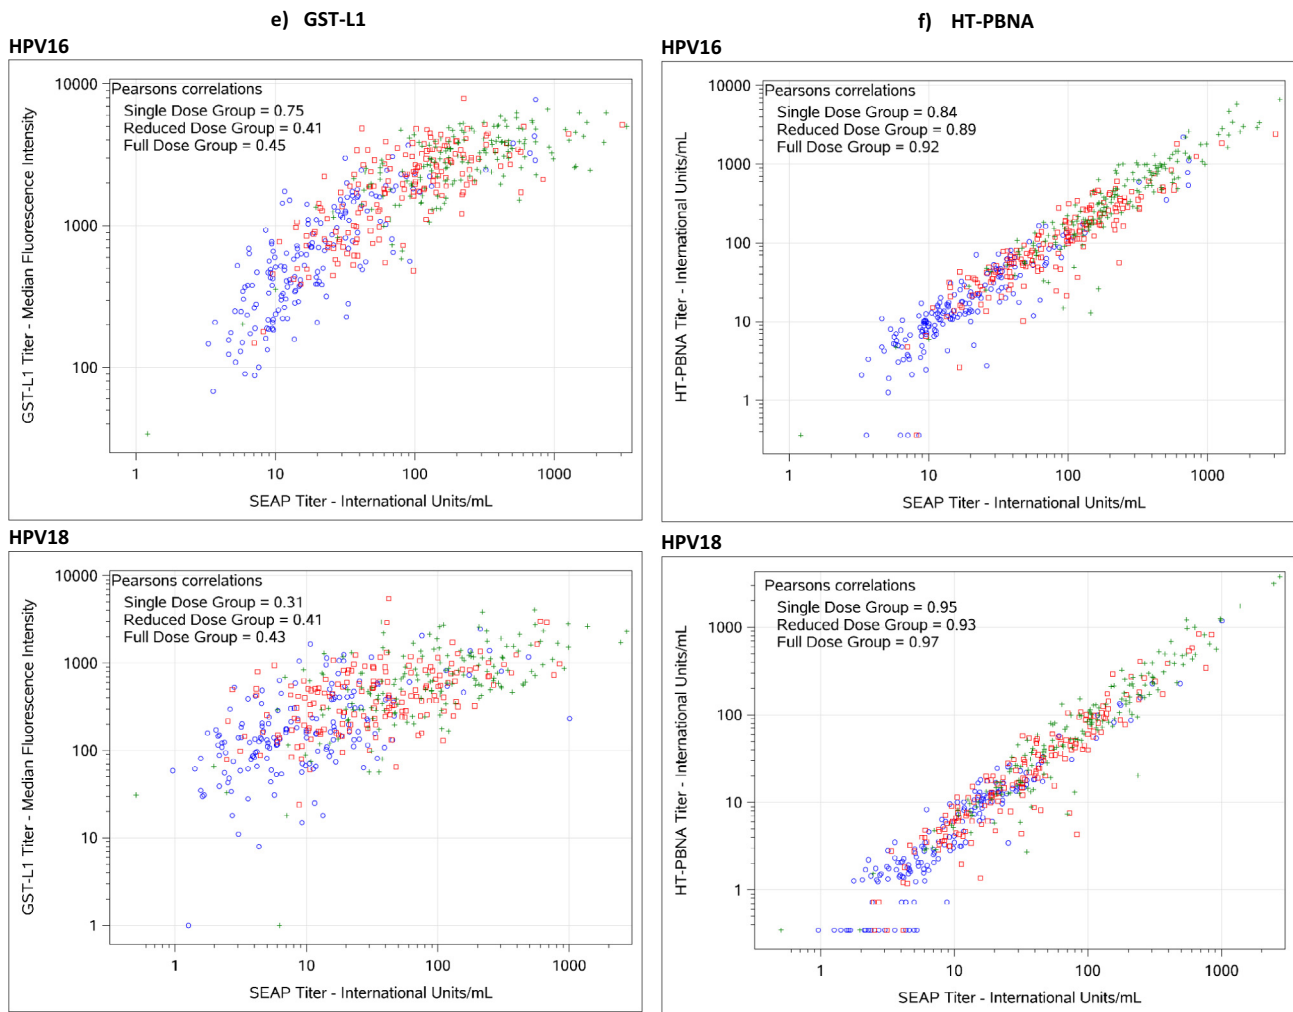 e) GST-L1
HPV16
Pearsons correlations
Single Dose Group = 0.75
Reduced Dose Group = 0.41
Full Dose Group = 0.45
10000
1000
100
GST-L1 Titer - Median Fluorescence Intensity
1 10 100 1000
SEAP Titer - International Units/mL
f) HT-PBNA
HPV16
Pearsons correlations
Single Dose Group = 0.84
Reduced Dose Group = 0.89
Full Dose Group = 0.92
10000
1000
100
10
1
HT-PBNA Titer - International Units/mL
1 10 100 1000
SEAP Titer - International Units/mL
HPV18
Pearsons correlations
Single Dose Group = 0.31
Reduced Dose Group = 0.41
Full Dose Group = 0.43
10000
1000
100
10
1
GST-L1 Titer - Median Fluorescence Intensity
1 10 100 1000
SEAP Titer - International Units/mL
HPV18
Pearsons correlations
Single Dose Group = 0.95
Reduced Dose Group = 0.93
Full Dose Group = 0.97
1000
100
10
1
HT-PBNA Titer - International Units/mL
1 10 100 1000
SEAP Titer - International Units/mL